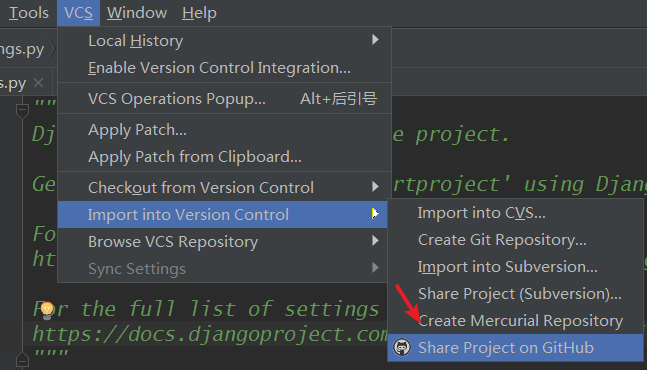 Tools VCS Window Help
ngs.py
s.py
Local History
Enable Version Control Integration...
VCS Operations Popup... Alt+后引号
Apply Patch...
Apply Patch from Clipboard...
Checkout from Version Control
Import into Version Control
Browse VCS Repository
Sync Settings
Import into CVS...
Create Git Repository...
Import into Subversion...
Share Project (Subversion)...
Create Mercurial Repository
Share Project on GitHub
"""
Dj e project.
Ge rtproject' using Djang
Fo
ht
For the full list of settings
https://docs.djangoproject.com
"""